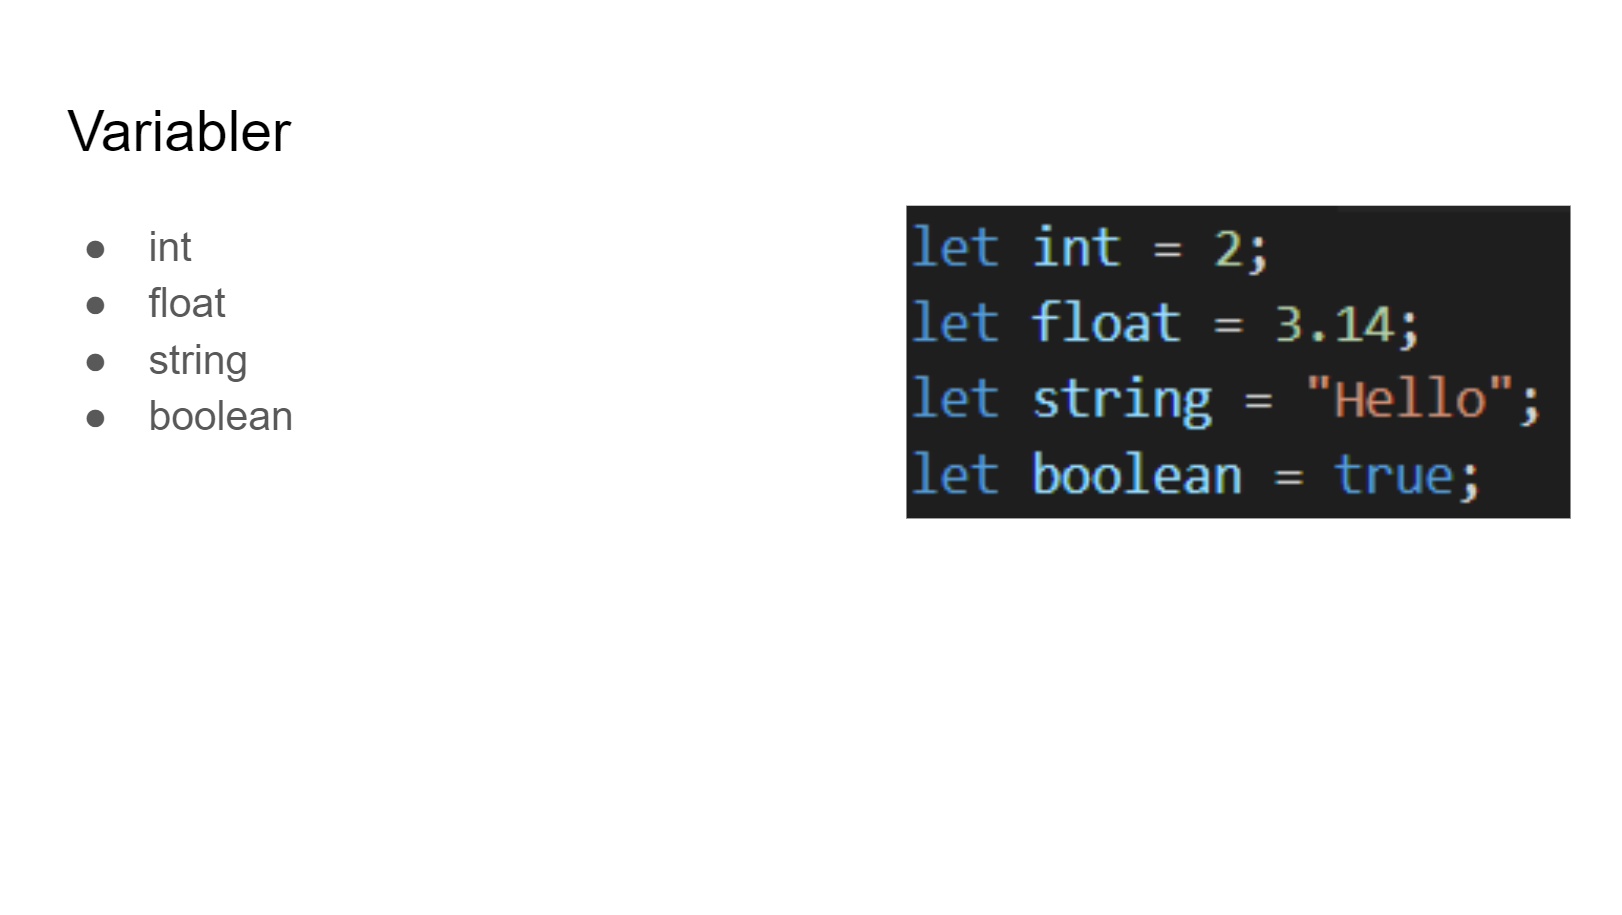 Variabler
● int
● float
● string
● boolean
let int = 2;
let float = 3.14;
let string = "Hello";
let boolean = true;